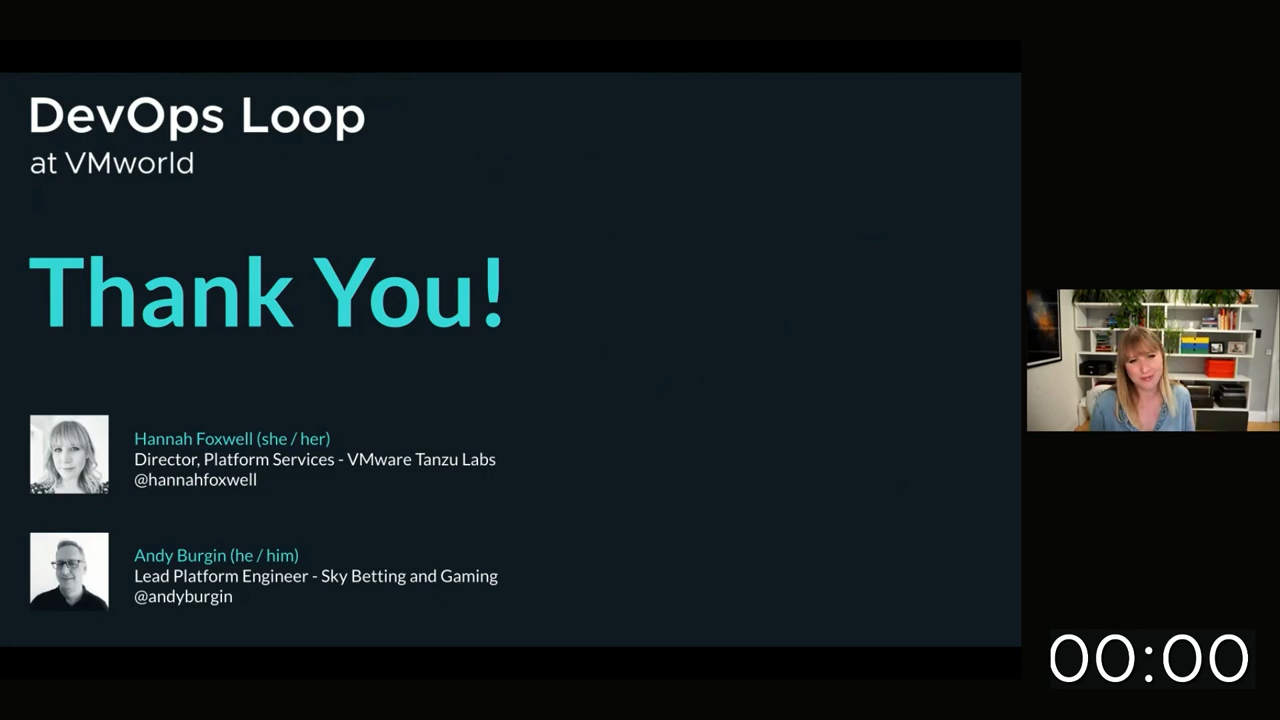 DevOps Loop
at VMworld
Thank You!
Hannah Foxwell (she / her)
Director, Platform Services - VMware Tanzu Labs
@hannahfoxwell
Andy Burgin (he / him)
Lead Platform Engineer - Sky Betting and Gaming
@andyburgin
00:00